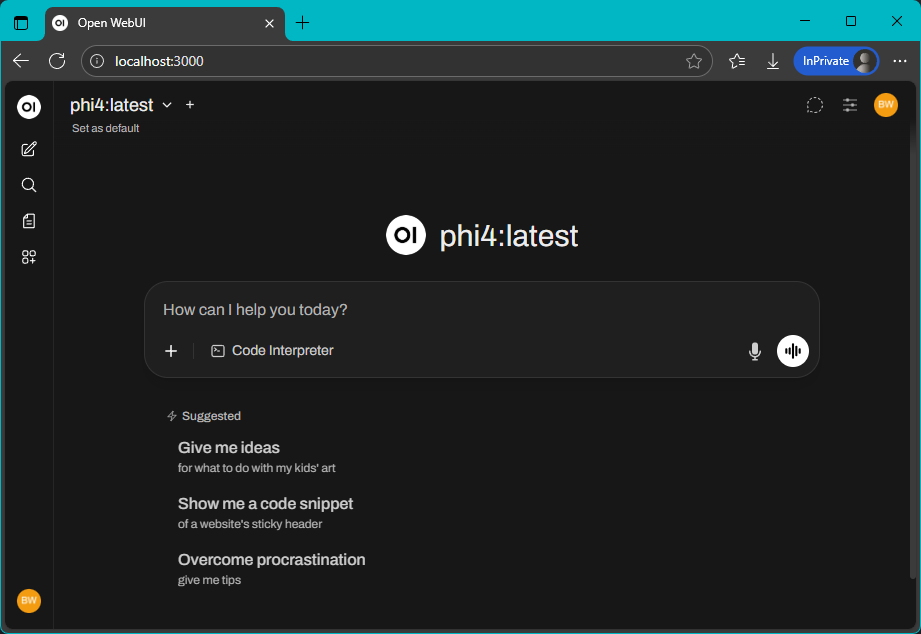 OI Open WebUI
localhost:3000
InPrivate
OI
phi4:latest
Set as default
BW
OI phi4:latest
How can I help you today?
Code Interpreter
Suggested
Give me ideas
for what to do with my kids' art
Show me a code snippet
of a website's sticky header
Overcome procrastination
give me tips
BW